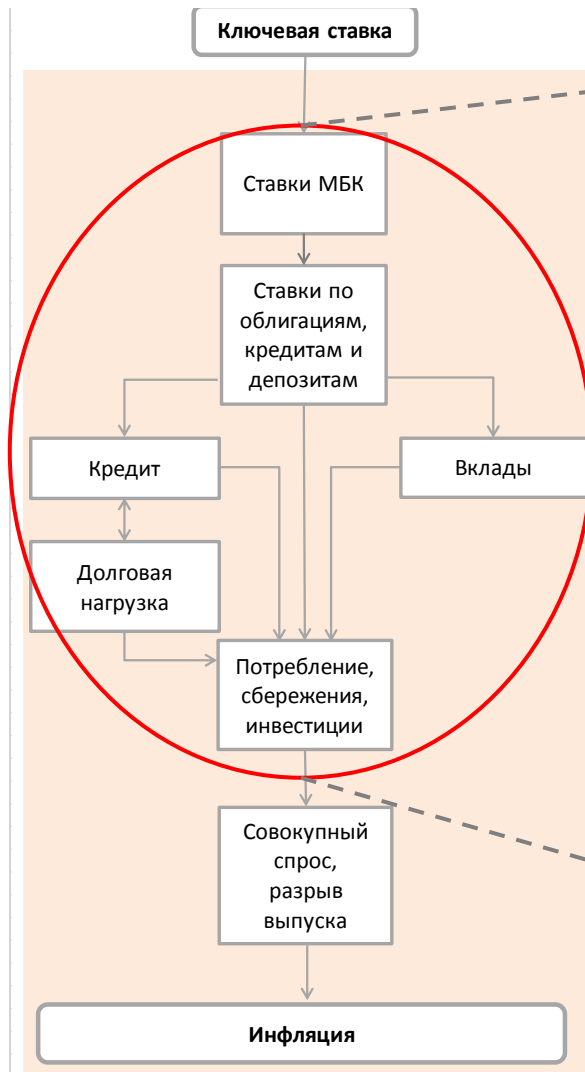 Ключевая ставка
Ставки МБК
Ставки по
облигациям,
кредитам и
депозитам
Кредит
Вклады
Долговая
нагрузка
Потребление,
сбережения,
инвестиции
Совокупный
спрос,
разрыв
выпуска
Инфляция